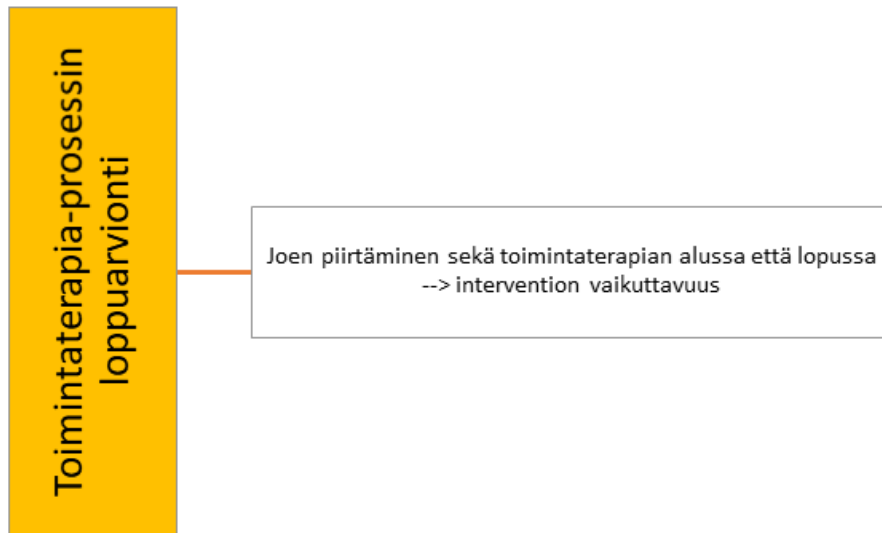 Toimintaterapia-prosessin
loppuarvionti
Joen piirtäminen sekä toimintaterapian alussa että lopussa
--> intervention vaikuttavuus